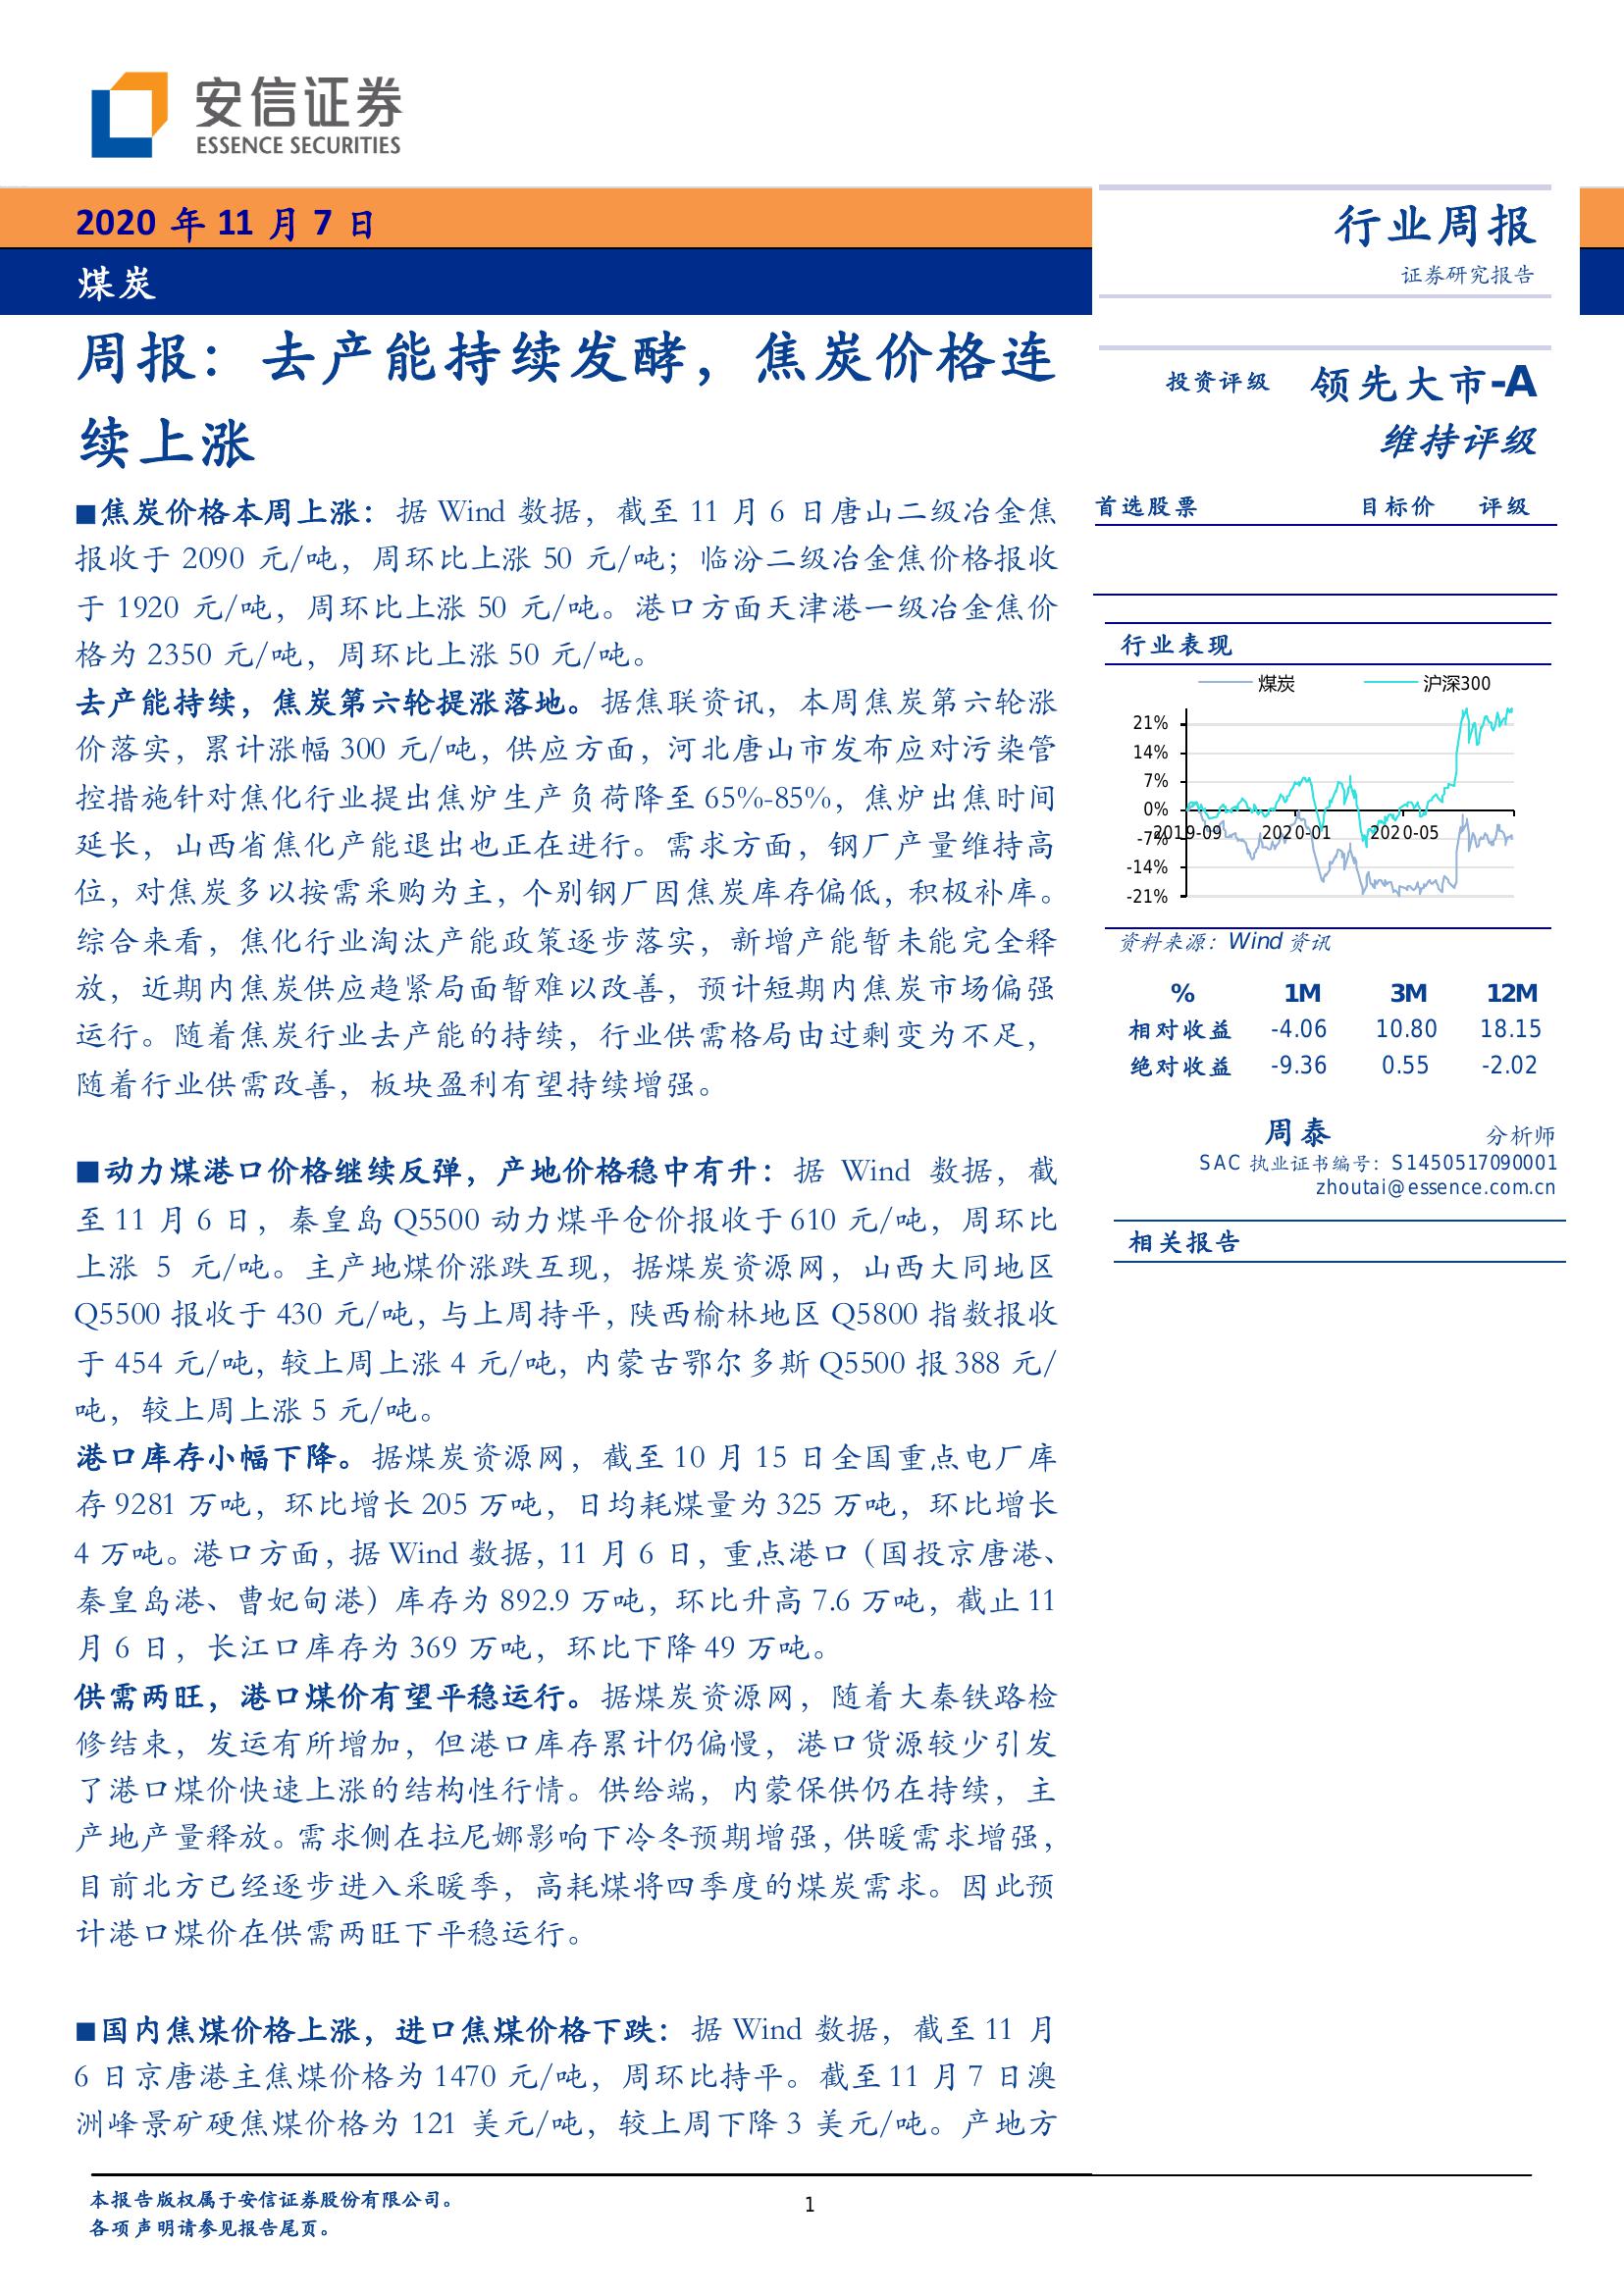 安信证券
ESSENCE SECURITIES
2020 年 11 月 7 日
煤炭
行业周报
证券研究报告
周报：去产能持续发酵，焦炭价格连
续上涨
■焦炭价格本周上涨：据 Wind 数据，截至 11 月 6 日唐山二级冶金焦
报收于 2090 元/吨，周环比上涨 50 元/吨；临汾二级冶金焦价格报收
于 1920 元/吨，周环比上涨 50 元/吨。港口方面天津港一级冶金焦价
格为 2350 元/吨，周环比上涨 50 元/吨。
去产能持续，焦炭第六轮提涨落地。据焦联资讯，本周焦炭第六轮涨
价落实，累计涨幅 300 元/吨，供应方面，河北唐山市发布应对污染管
控措施针对焦化行业提出焦炉生产负荷降至 65%-85%，焦炉出焦时间
延长，山西省焦化产能退出也正在进行。需求方面，钢厂产量维持高
位，对焦炭多以按需采购为主，个别钢厂因焦炭库存偏低，积极补库。
综合来看，焦化行业淘汰产能政策逐步落实，新增产能暂未能完全释
放，近期内焦炭供应趋紧局面暂难以改善，预计短期内焦炭市场偏强
运行。随着焦炭行业去产能的持续，行业供需格局由过剩变为不足，
随着行业供需改善，板块盈利有望持续增强。
■动力煤港口价格继续反弹，产地价格稳中有升：据 Wind 数据，截
至 11 月 6 日，秦皇岛 Q5500 动力煤平仓价报收于 610 元/吨，周环比
上涨 5 元/吨。主产地煤价涨跌互现，据煤炭资源网，山西大同地区
Q5500 报收于 430 元/吨，与上周持平，陕西榆林地区 Q5800 指数报收
于 454 元/吨，较上周上涨 4 元/吨，内蒙古鄂尔多斯 Q5500 报 388 元/
吨，较上周上涨 5 元/吨。
港口库存小幅下降。据煤炭资源网，截至 10 月 15 日全国重点电厂库
存 9281 万吨，环比增长 205 万吨，日均耗煤量为 325 万吨，环比增长
4 万吨。港口方面，据 Wind 数据，11 月 6 日，重点港口（国投京唐港、
秦皇岛港、曹妃甸港）库存为 892.9 万吨，环比升高 7.6 万吨，截止 11
月 6 日，长江口库存为 369 万吨，环比下降 49 万吨。
供需两旺，港口煤价有望平稳运行。据煤炭资源网，随着大秦铁路检
修结束，发运有所增加，但港口库存累计仍偏慢，港口货源较少引发
了港口煤价快速上涨的结构性行情。供给端，内蒙保供仍在持续，主
产地产量释放。需求侧在拉尼娜影响下冷冬预期增强，供暖需求增强，
目前北方已经逐步进入采暖季，高耗煤将四季度的煤炭需求。因此预
计港口煤价在供需两旺下平稳运行。
■国内焦煤价格上涨，进口焦煤价格下跌：据 Wind 数据，截至 11 月
6 日京唐港主焦煤价格为 1470 元/吨，周环比持平。截至 11 月 7 日澳
洲峰景矿硬焦煤价格为 121 美元/吨，较上周下降 3 美元/吨。产地方
投资评级 领先大市-A
维持评级
首选股票 目标价 评级
行业表现
煤炭 沪深300
21%
14%
7%
0%
-7%
-14%
-21%
2019-09 2020-01 2020-05
资料来源：Wind 资讯
% 1M 3M 12M
相对收益 -4.06 10.80 18.15
绝对收益 -9.36 0.55 -2.02
周泰 分析师
SAC 执业证书编号：S1450517090001
zhoutai@essence.com.cn
相关报告
本报告版权属于安信证券股份有限公司。
各项声明请参见报告尾页。
1